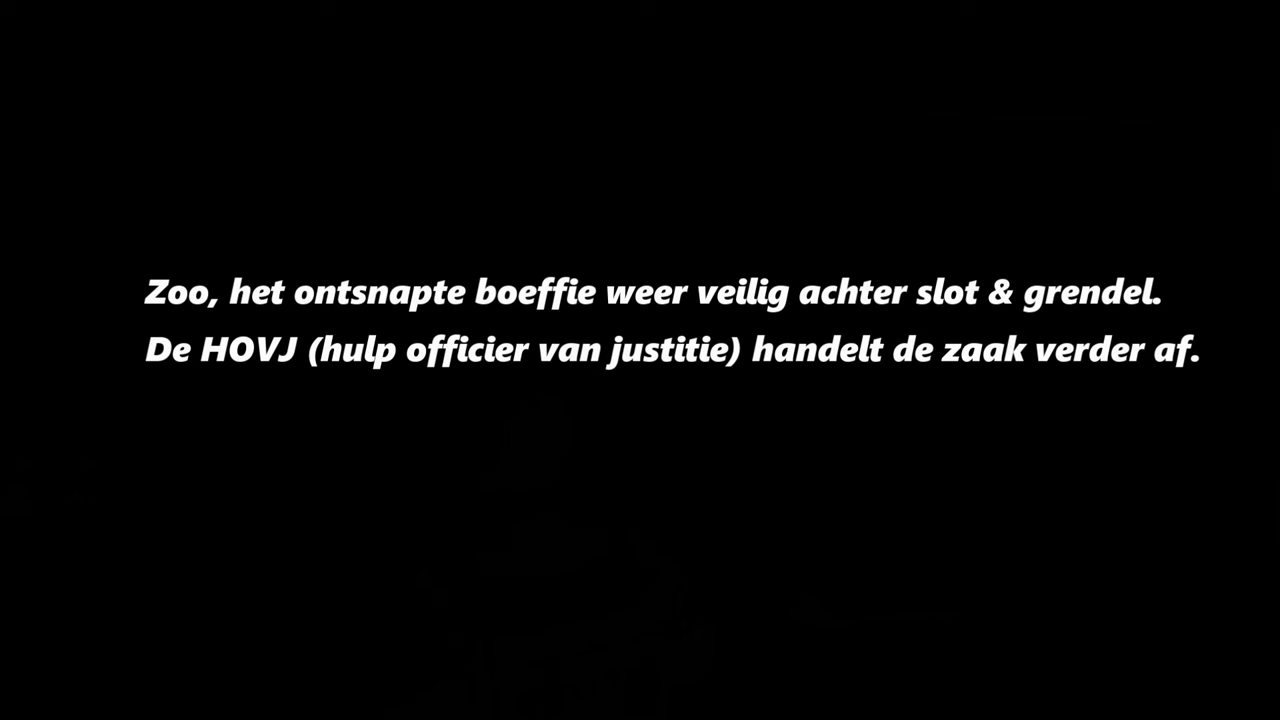 Zoo, het ontsnapte boeffie weer veilig achter slot & grendel.
De HOVJ (hulp officier van justitie) handelt de zaak verder af.